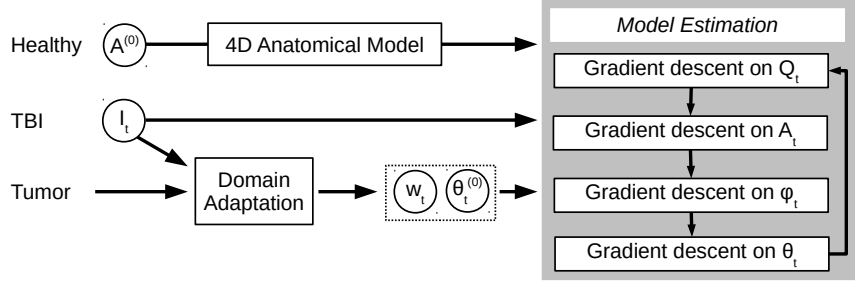 Healthy
A⁽⁰⁾
4D Anatomical Model
TBI
Iₜ
Tumor
Domain
Adaptation
wₜ
θₜ⁽⁰⁾
Model Estimation
Gradient descent on Qₜ
Gradient descent on Aₜ
Gradient descent on φₜ
Gradient descent on θₜ